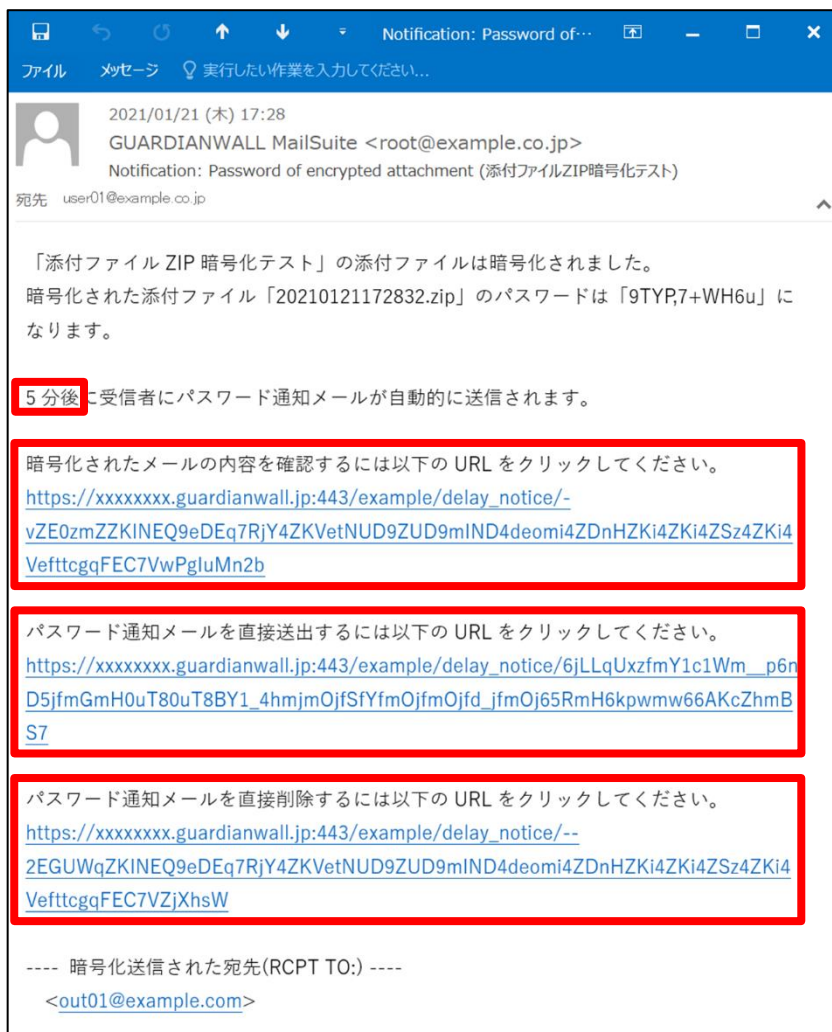 Notification: Password of…
ファイル メッセージ 実行したい作業を入力してください...
2021/01/21 (木) 17:28
GUARDIANWALL MailSuite <root@example.co.jp>
Notification: Password of encrypted attachment (添付ファイルZIP暗号化テスト)
宛先 user01@example.co.jp
「添付ファイル ZIP 暗号化テスト」の添付ファイルは暗号化されました。
暗号化された添付ファイル「20210121172832.zip」のパスワードは「9TYP,7+WH6u」に
なります。
5 分後に受信者にパスワード通知メールが自動的に送信されます。
暗号化されたメールの内容を確認するには以下の URL をクリックしてください。
https://xxxxxxxx.guardianwall.jp:443/example/delay_notice/-
vZE0zmZZKINEQ9eDEq7RjY4ZKVetNUD9ZUD9mIND4deomi4ZDnHZKi4ZKi4ZSz4ZKi4
VefttcgqFEC7VwPgIuMn2b
パスワード通知メールを直接送出するには以下の URL をクリックしてください。
https://xxxxxxxx.guardianwall.jp:443/example/delay_notice/6jLLqUxzfmY1c1Wm__p6n
D5jfmGmH0uT80uT8BY1_4hmjmOjfSfYfmOjfmOjfd_jfmOj65RmH6kpwmw66AKcZhmB
S7
パスワード通知メールを直接削除するには以下の URL をクリックしてください。
https://xxxxxxxx.guardianwall.jp:443/example/delay_notice/--
2EGUWqZKINEQ9eDEq7RjY4ZKVetNUD9ZUD9mIND4deomi4ZDnHZKi4ZKi4ZSz4ZKi4
VefttcgqFEC7VZjXhsW
---- 暗号化送信された宛先(RCPT TO:) ----
<out01@example.com>